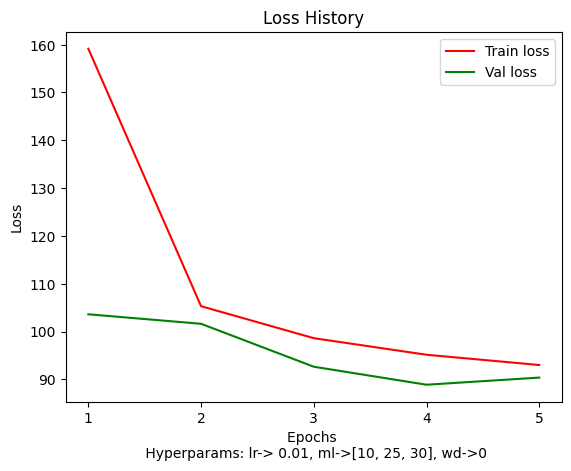 Loss History
Train loss
Val loss
Loss
160
150
140
130
120
110
100
90
1 2 3 4 5
Epochs
Hyperparams: lr-> 0.01, ml->[10, 25, 30], wd->0